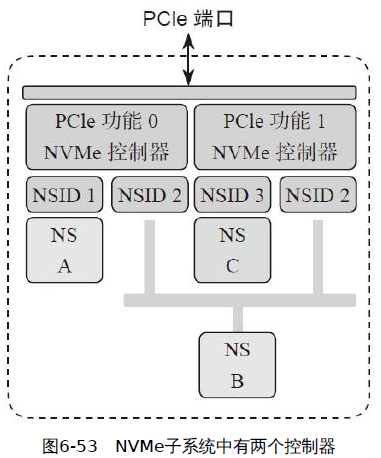 PCIe 端口
PCIe 功能 0
NVMe 控制器
PCIe 功能 1
NVMe 控制器
NSID 1
NSID 2
NSID 3
NSID 2
NS
A
NS
C
NS
B
图6-53 NVMe子系统中有两个控制器